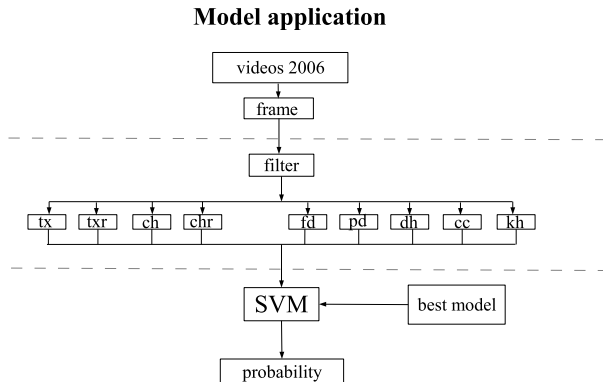 Model application
videos 2006
frame
filter
tx txr ch chr fd pd dh cc kh
SVM
best model
probability